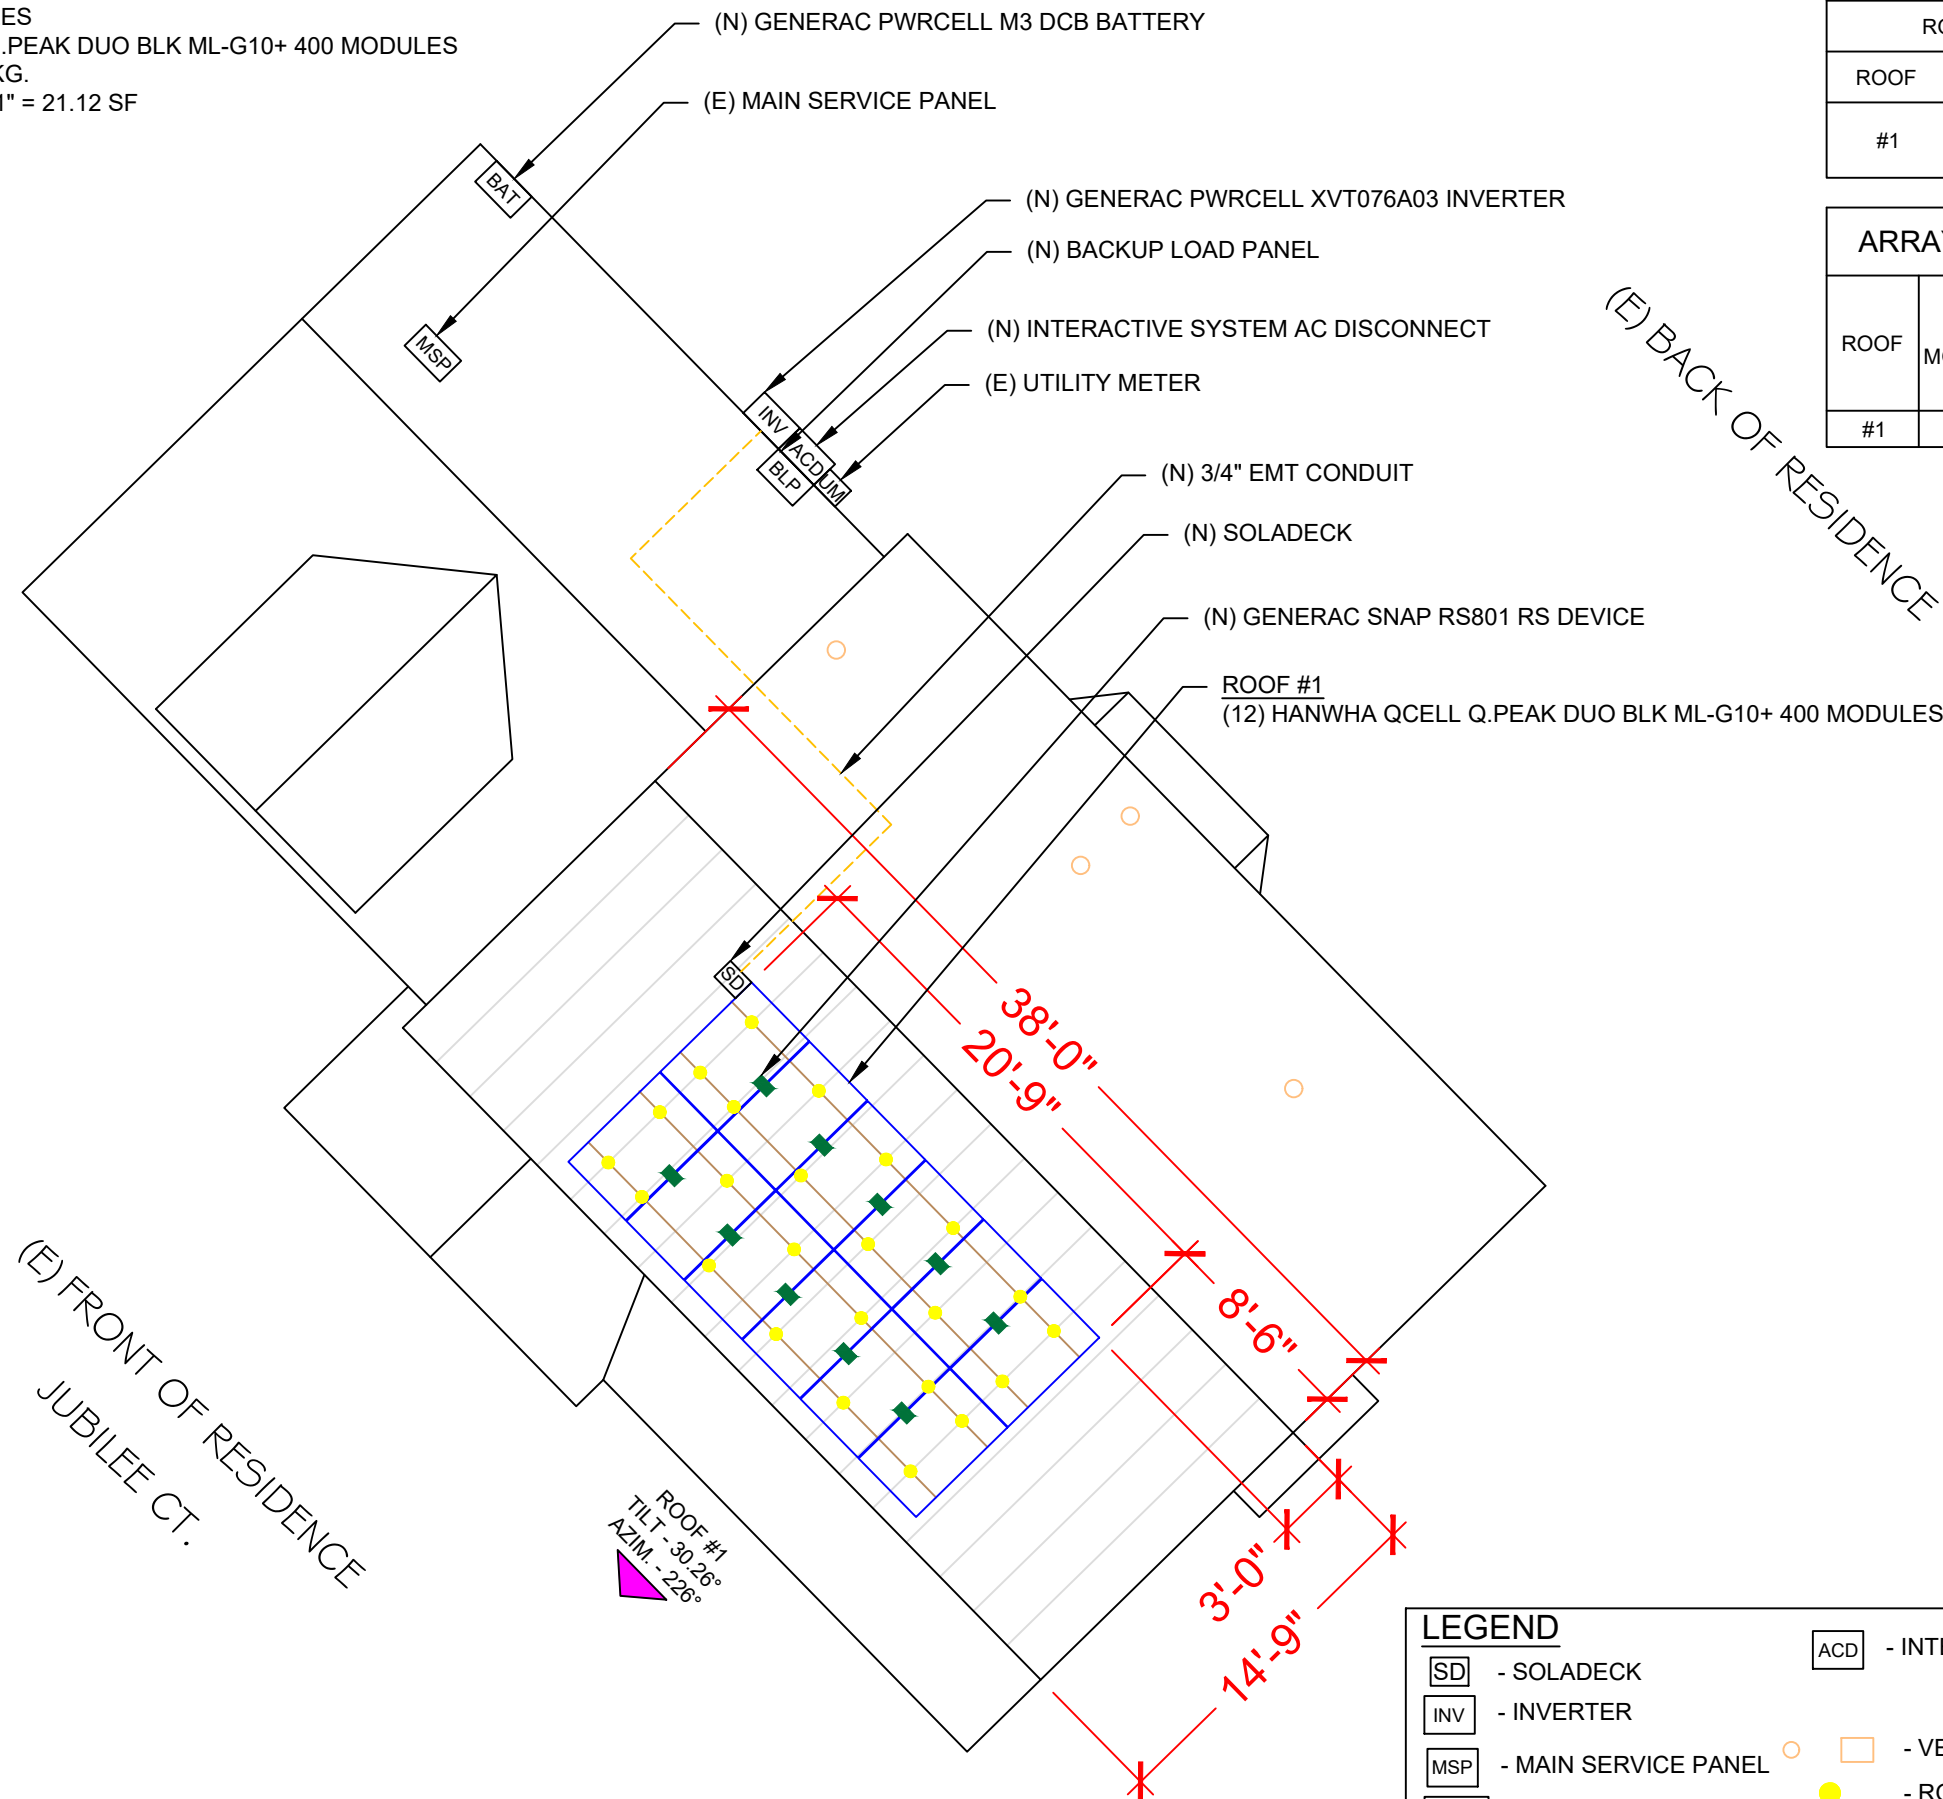 .PEAK DUO BLK ML-G10+ 400 MODULES
KG.
1" = 21.12 SF
(N) GENERAC PWRCELL M3 DCB BATTERY
(E) MAIN SERVICE PANEL
(N) GENERAC PWRCELL XVT076A03 INVERTER
(N) BACKUP LOAD PANEL
(N) INTERACTIVE SYSTEM AC DISCONNECT
(E) UTILITY METER
(N) 3/4" EMT CONDUIT
(N) SOLADECK
(N) GENERAC SNAP RS801 RS DEVICE
ROOF #1
(12) HANWHA QCELL Q.PEAK DUO BLK ML-G10+ 400 MODULES
BAT
MSP
INV
ACD
UM
BLP
SD
ROOF
#1
ARRAY
ROOF
#1
(E) BACK OF RESIDENCE
38'-0"
20'-9"
8'-6"
3'-0"
14'-9"
(E) FRONT OF RESIDENCE
JUBILEE CT.
ROOF #1
TILT - 30.26°
AZIM. - 226°
LEGEND
SD - SOLADECK
INV - INVERTER
MSP - MAIN SERVICE PANEL
ACD